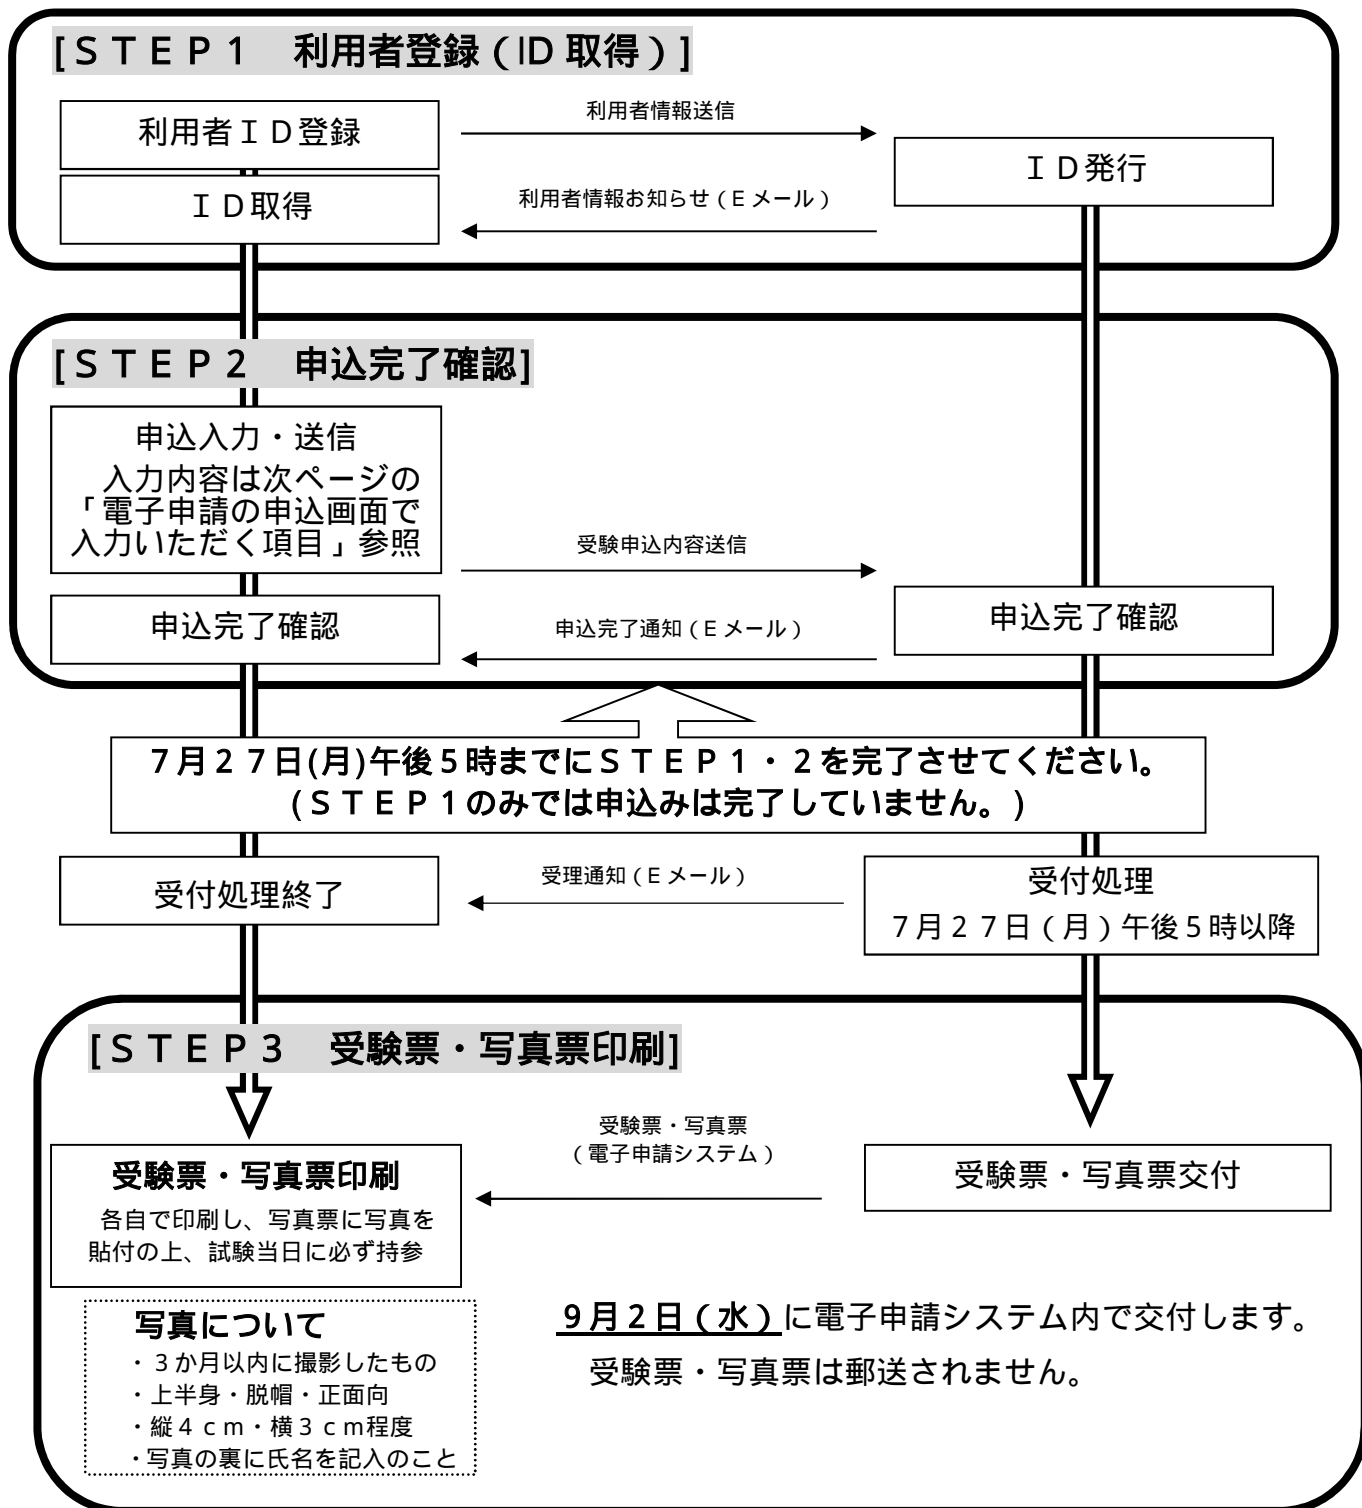 [ＳＴＥＰ１　利用者登録（ID 取得）]
利用者ＩＤ登録
利用者情報送信
ＩＤ発行
ＩＤ取得
利用者情報お知らせ（Ｅメール）
[ＳＴＥＰ２　申込完了確認]
申込入力・送信
入力内容は次ページの
「電子申請の申込画面で
入力いただく項目」参照
受験申込内容送信
申込完了確認
申込完了通知（Ｅメール）
申込完了確認
７月２７日(月)午後５時までにＳＴＥＰ１・２を完了させてください。
(ＳＴＥＰ１のみでは申込みは完了していません。)
受付処理終了
受理通知（Ｅメール）
受付処理
７月２７日（月）午後５時以降
[ＳＴＥＰ３　受験票・写真票印刷]
受験票・写真票
（電子申請システム）
受験票・写真票印刷
各自で印刷し、写真票に写真を
貼付の上、試験当日に必ず持参
受験票・写真票交付
写真について
・３か月以内に撮影したもの
・上半身・脱帽・正面向
・縦４ｃｍ・横３ｃｍ程度
・写真の裏に氏名を記入のこと
９月２日（水）に電子申請システム内で交付します。
受験票・写真票は郵送されません。